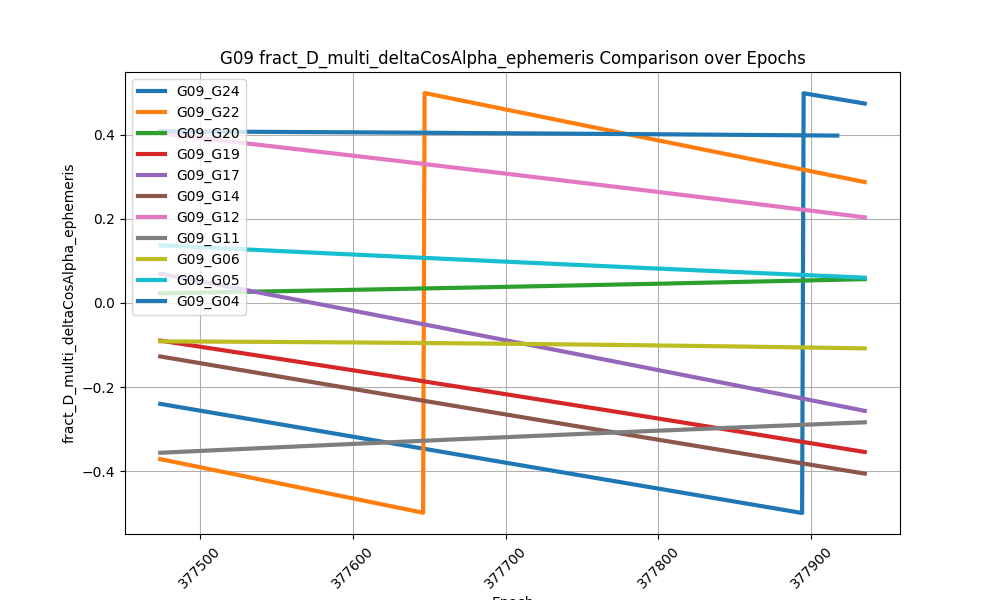 G09 fract_D_multi_deltaCosAlpha_ephemeris Comparison over Epochs
fract_D_multi_deltaCosAlpha_ephemeris
0.4
0.2
0.0
−0.2
−0.4
G09_G24
G09_G22
G09_G20
G09_G19
G09_G17
G09_G14
G09_G12
G09_G11
G09_G06
G09_G05
G09_G04
377500
377600
377700
377800
377900
Epoch